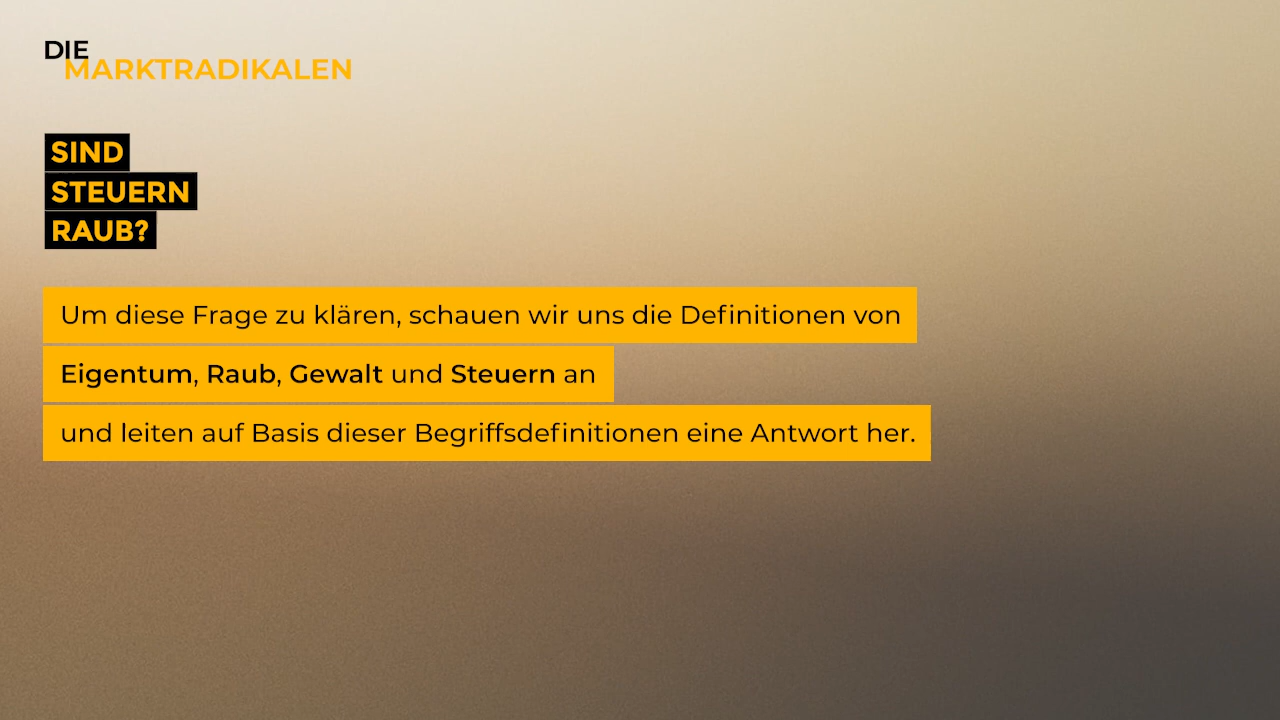 DIE
MARKTRADIKALEN
SIND
STEUERN
RAUB?
Um diese Frage zu klären, schauen wir uns die Definitionen von
Eigentum, Raub, Gewalt und Steuern an
und leiten auf Basis dieser Begriffsdefinitionen eine Antwort her.